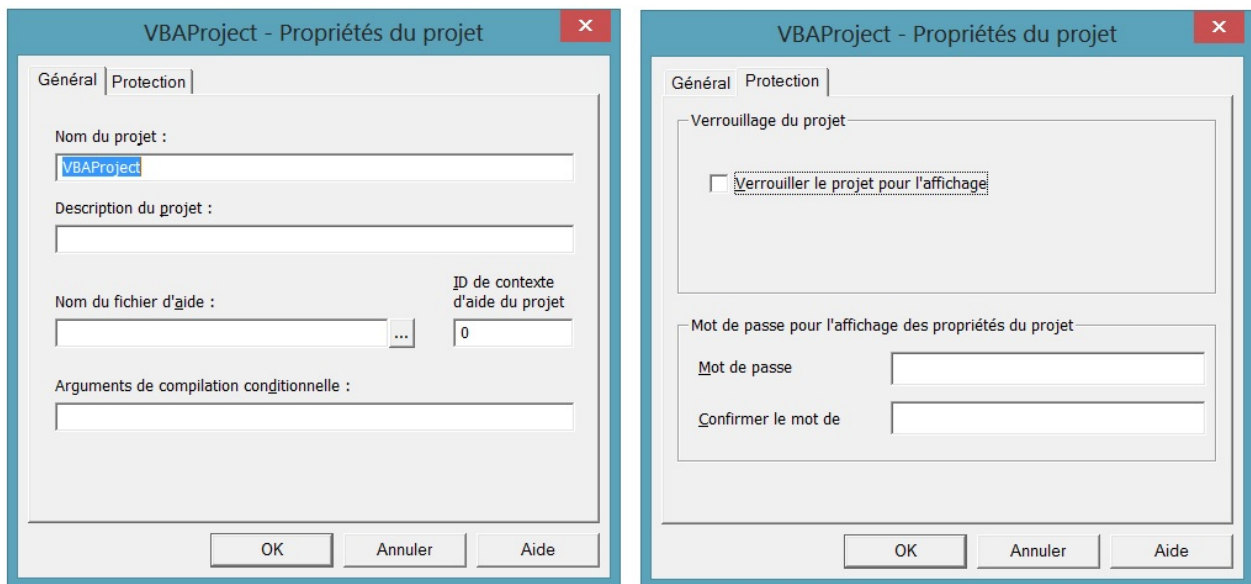 VBAProject - Propriétés du projet
Général
Protection
Nom du projet :
VBAProject
Description du projet :
ID de contexte
Nom du fichier d'aide :
d'aide du projet
...
0
Arguments de compilation conditionnelle :
OK
Annuler
Aide
VBAProject - Propriétés du projet
Général
Protection
Verrouillage du projet
Verrouiller le projet pour l'affichage
Mot de passe pour l'affichage des propriétés du projet
Mot de passe
Confirmer le mot de
OK
Annuler
Aide